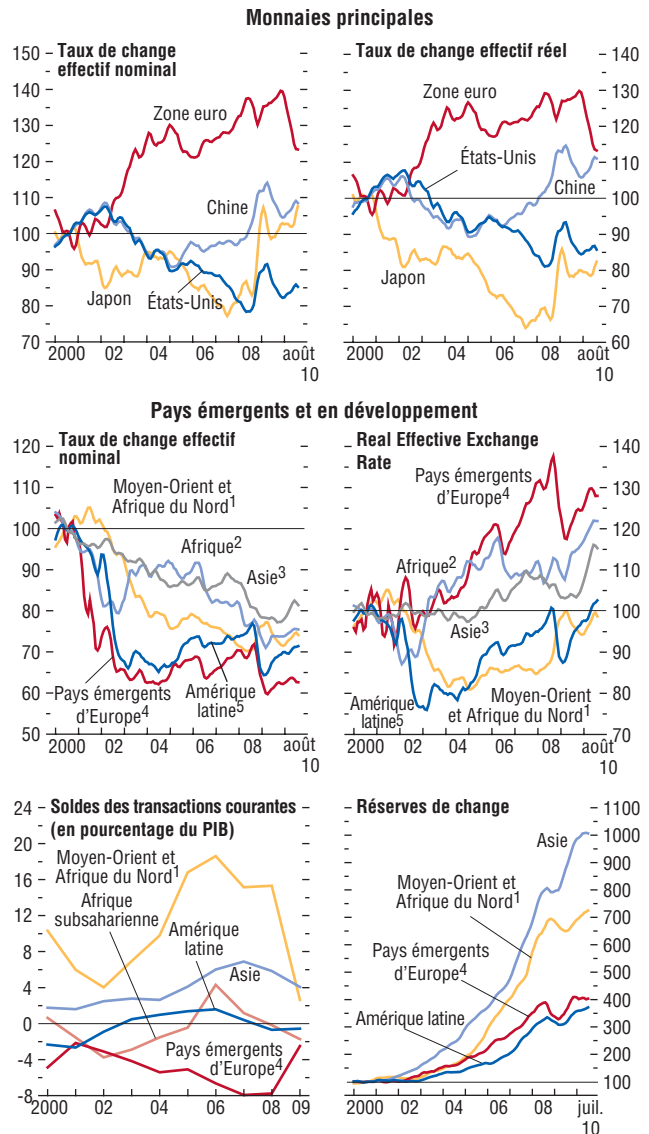 Monnaies principales
Taux de change
effectif nominal
150
140
130
120
110
100
90
80
70
Zone euro
Chine
Japon
États-Unis
2000 02 04 06 08 août
10
Taux de change effectif réel
140
130
120
110
100
90
80
70
60
Zone euro
États-Unis
Chine
Japon
2000 02 04 06 08 août
10
Pays émergents et en développement
Taux de change effectif
nominal
120
110
100
90
80
70
60
50
Moyen-Orient et
Afrique du Nord1
Afrique2
Asie3
Pays émergents
d'Europe4
Amérique
latine5
2000 02 04 06 08 août
10
Real Effective Exchange
Rate
140
130
120
110
100
90
80
70
Pays émergents
d'Europe4
Afrique2
Asie3
Amérique
latine5
Moyen-Orient
et Afrique du Nord1
2000 02 04 06 08 août
10
Soldes des transactions courantes
(en pourcentage du PIB)
24
20
16
12
8
4
0
-4
-8
Moyen-Orient et
Afrique du Nord1
Afrique
subsaharienne
Amérique
latine
Asie
Pays émergents
d'Europe4
2000 02 04 06 08 09
Réserves de change
1100
1000
900
800
700
600
500
400
300
200
100
Asie
Moyen-Orient et
Afrique du Nord1
Pays émergents
d'Europe4
Amérique latine
2000 02 04 06 08 juil.
10